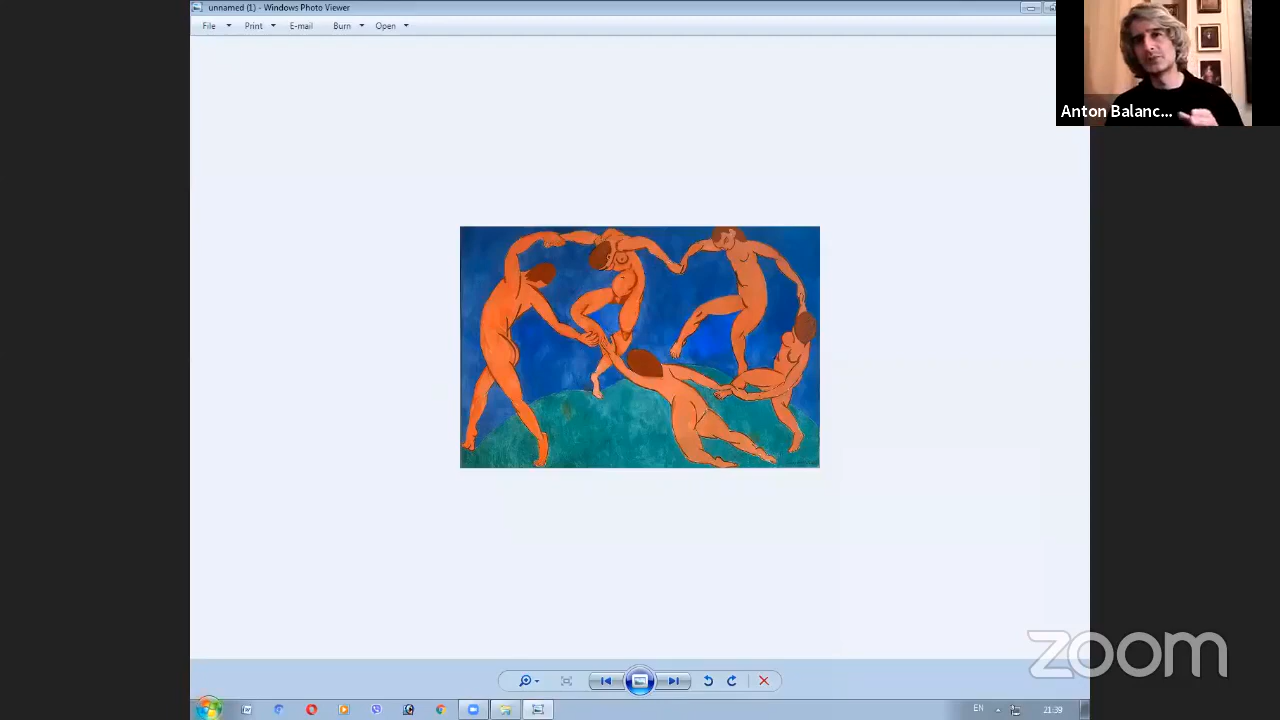 unnamed (1) - Windows Photo Viewer
File Print E-mail Burn Open
Anton Balanc...
zoom
EN 21:39